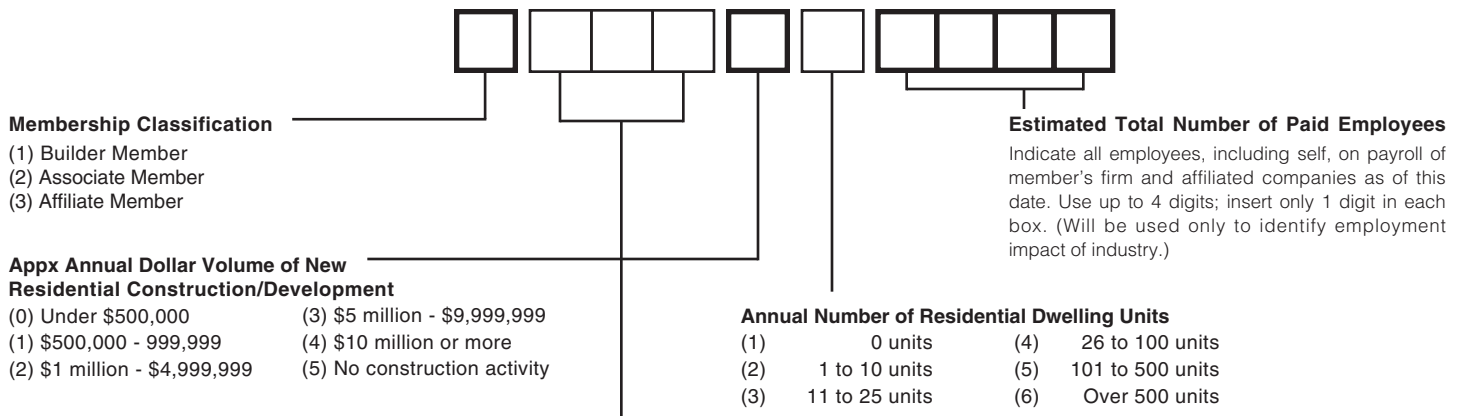 Membership Classification
(1) Builder Member
(2) Associate Member
(3) Affiliate Member
Estimated Total Number of Paid Employees
Indicate all employees, including self, on payroll of
member's firm and affiliated companies as of this
date. Use up to 4 digits; insert only 1 digit in each
box. (Will be used only to identify employment
impact of industry.)
Appx Annual Dollar Volume of New
Residential Construction/Development
(0) Under $500,000
(1) $500,000 - 999,999
(2) $1 million - $4,999,999
(3) $5 million - $9,999,999
(4) $10 million or more
(5) No construction activity
Annual Number of Residential Dwelling Units
(1) 0 units
(2) 1 to 10 units
(3) 11 to 25 units
(4) 26 to 100 units
(5) 101 to 500 units
(6) Over 500 units